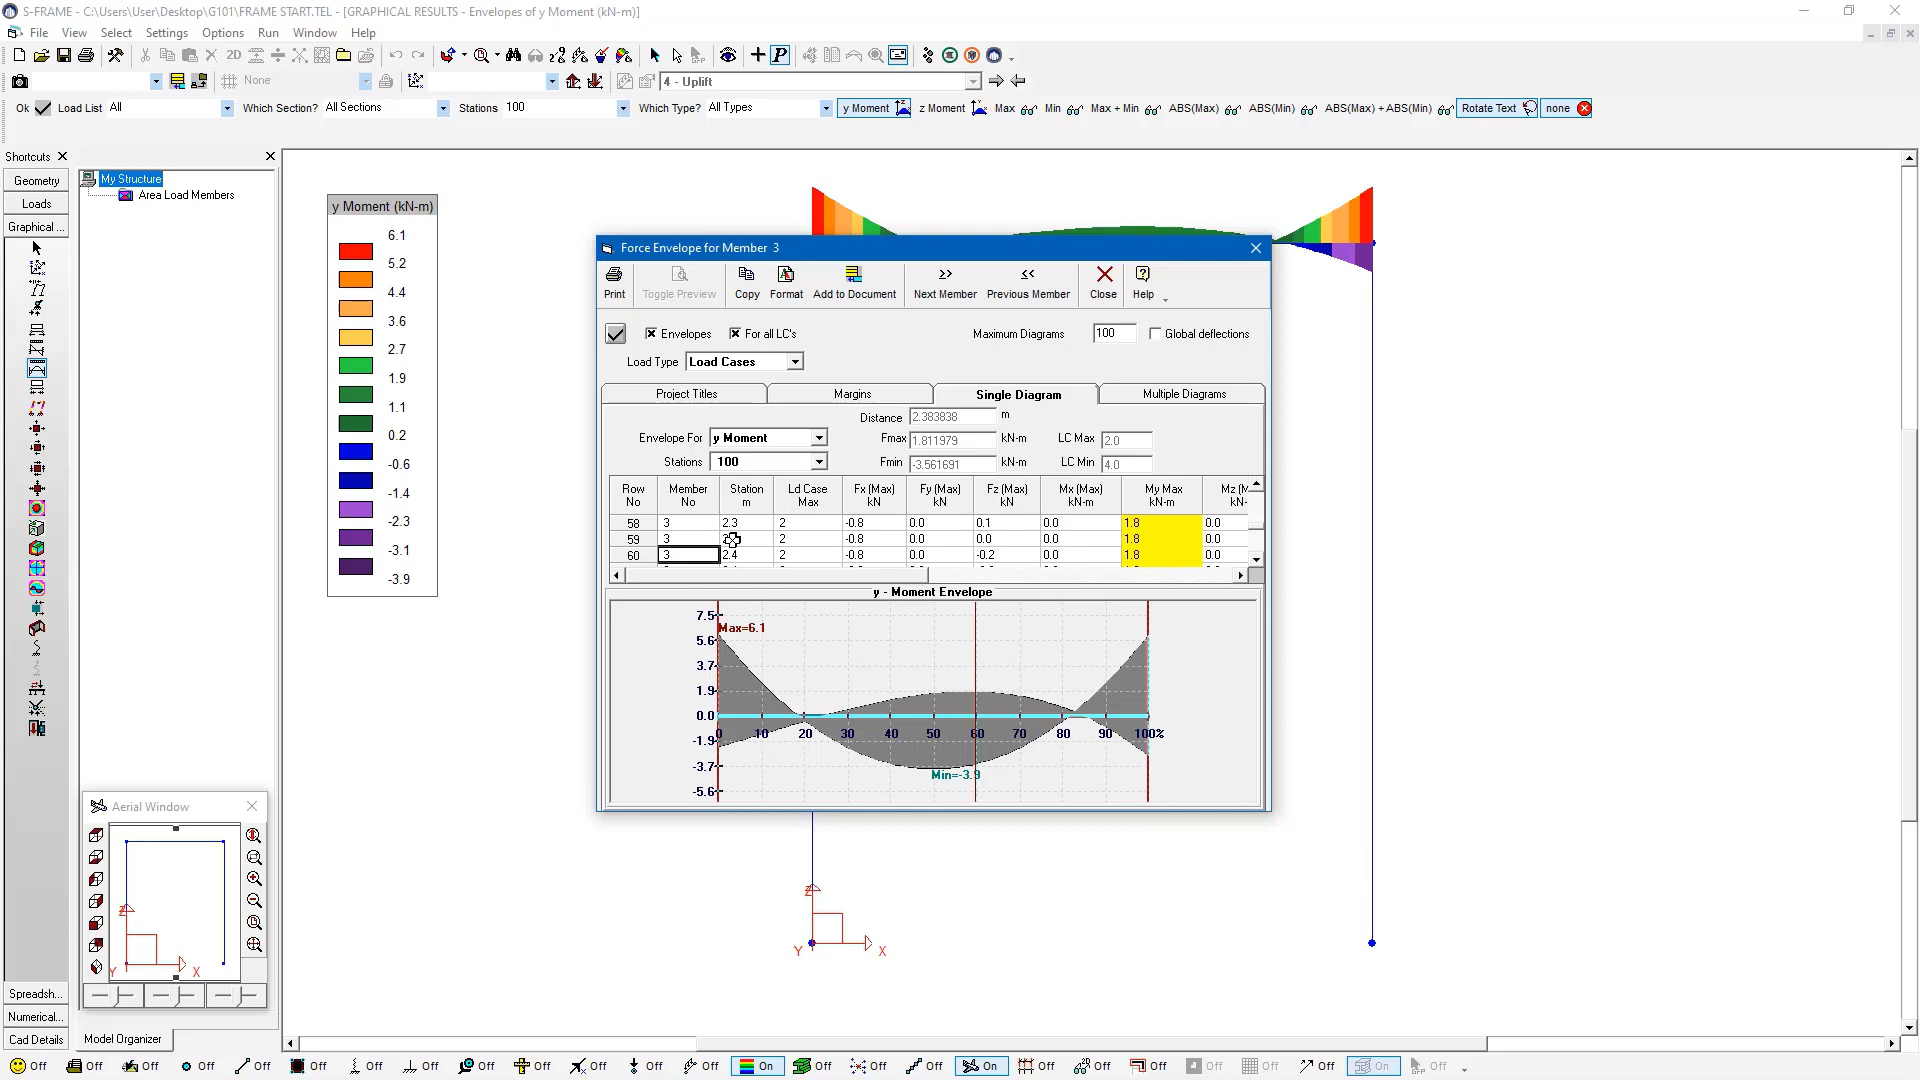 S-FRAME - C:\Users\User\Desktop\G101\FRAME START.TEL - [GRAPHICAL RESULTS - Envelopes of y Moment (kN-m)]
File View Select Settings Options Run Window Help
2D
P
None
4 - Uplift
Ok Load List All Which Section? All Sections Stations 100 Which Type? All Types y Moment z Moment Max Min Max + Min ABS(Max) ABS(Min) ABS(Max) + ABS(Min) Rotate Text none
Shortcuts
Geometry
Loads
Graphical ...
My Structure
Area Load Members
y Moment (kN-m)
6.1
5.2
4.4
3.6
2.7
1.9
1.1
0.2
-0.6
-1.4
-2.3
-3.1
-3.9
Force Envelope for Member 3
Print Toggle Preview Copy Format Add to Document Next Member Previous Member Close Help
Envelopes For all LC's Maximum Diagrams 100 Global deflections
Load Type Load Cases
Project Titles Margins Single Diagram Multiple Diagrams
Distance 2.383838 m
Envelope For y Moment Fmax 1.811979 kN-m LC Max 2.0
Stations 100 Fmin -3.561691 kN-m LC Min 4.0
Row Member Station Ld Case Fx (Max) Fy (Max) Fz (Max) Mx (Max) My Max Mz (M
No No m Max kN kN kN kN-m kN-m kN-
58 3 2.3 2 -0.8 0.0 0.1 0.0 1.8 0.0
59 3 2 -0.8 0.0 0.0 0.0 1.8 0.0
60 3 2.4 2 -0.8 0.0 -0.2 0.0 1.8 0.0
y - Moment Envelope
7.5
Max=6.1
5.6
3.7
1.9
0.0
0 10 20 30 40 50 60 70 80 90 100%
-1.9
-3.7
Min=-3.9
-5.6
Z
Y X
Aerial Window
Z
Y X
Spreadsh...
Numerical...
Cad Details
Model Organizer
Off Off Off Off Off Off Off Off Off Off Off Off Off Off On Off Off Off On Off Off Off Off Off Off On Off